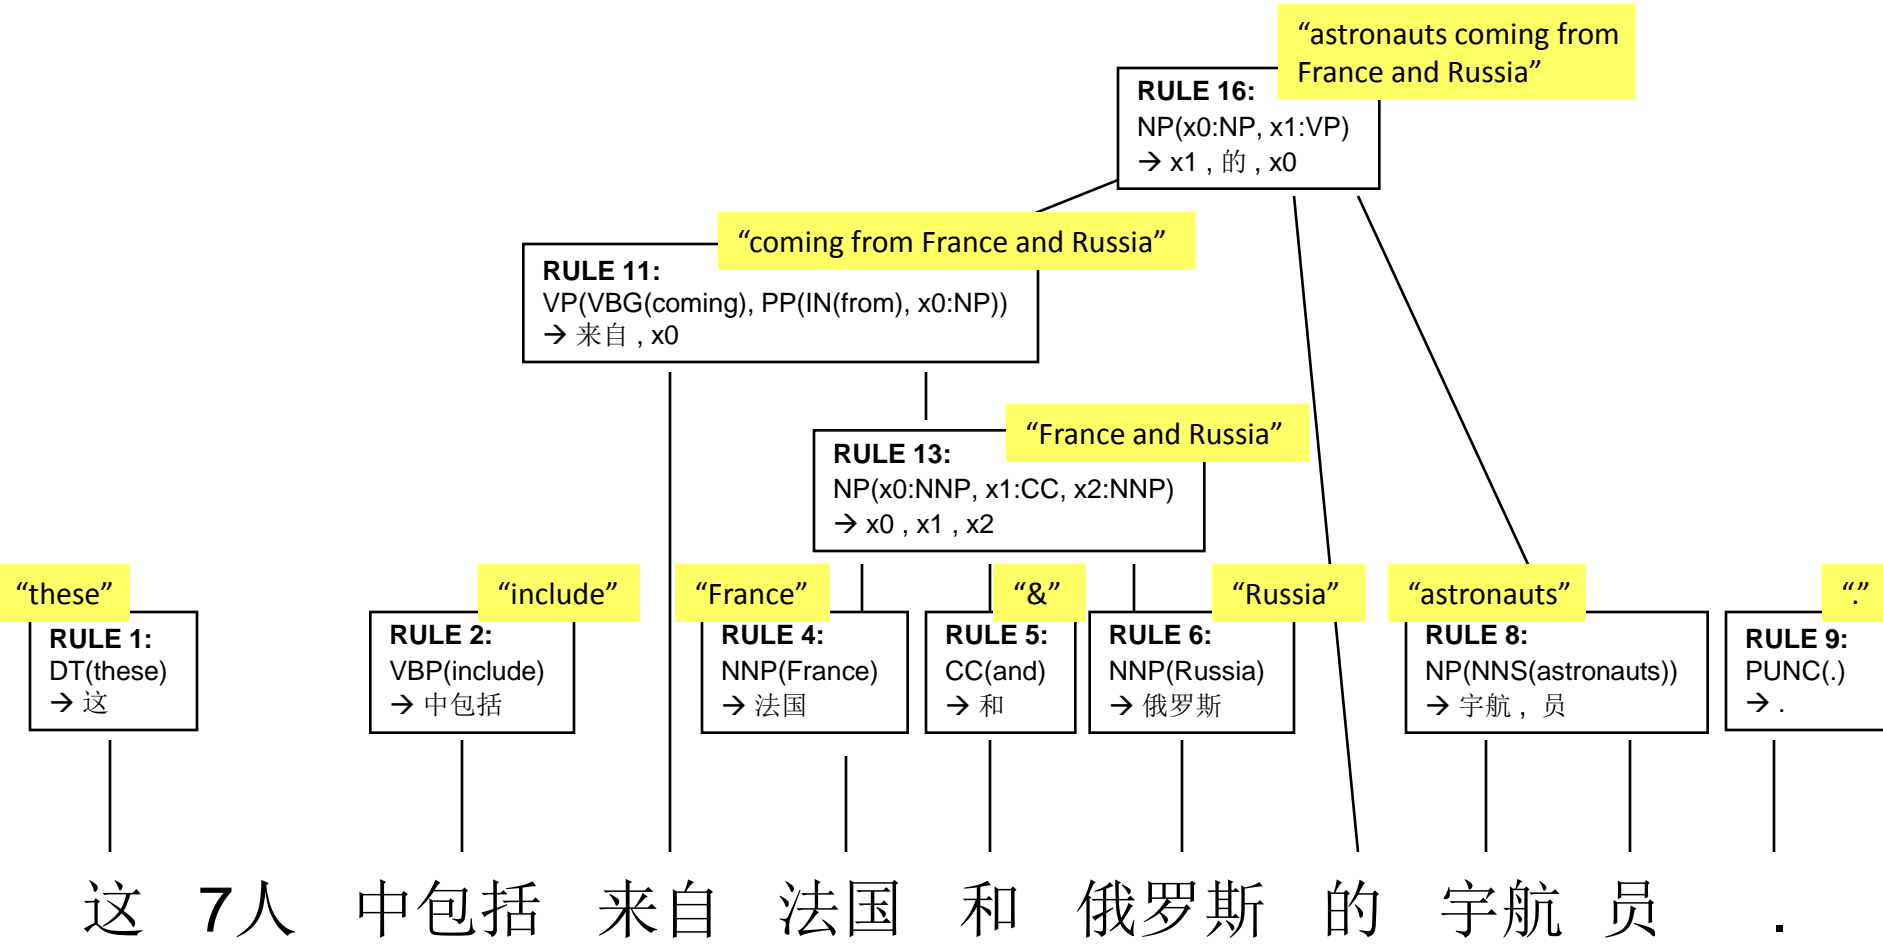 “astronauts coming from
France and Russia”
RULE 16:
NP(x0:NP, x1:VP)
→ x1 , 的 , x0
“coming from France and Russia”
RULE 11:
VP(VBG(coming), PP(IN(from), x0:NP))
→ 来自 , x0
“France and Russia”
RULE 13:
NP(x0:NNP, x1:CC, x2:NNP)
→ x0 , x1 , x2
“these”
RULE 1:
DT(these)
→ 这
“include”
RULE 2:
VBP(include)
→ 中包括
“France”
RULE 4:
NNP(France)
→ 法国
“&”
RULE 5:
CC(and)
→ 和
“Russia”
RULE 6:
NNP(Russia)
→ 俄罗斯
“astronauts”
RULE 8:
NP(NNS(astronauts))
→ 宇航 , 员
“.”
RULE 9:
PUNC(.)
→ .
这 7人 中包括 来自 法国 和 俄罗斯 的 宇航 员 .